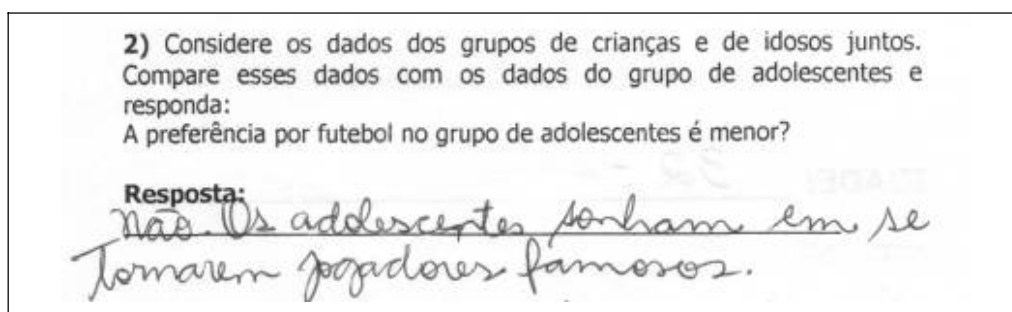 2) Considere os dados dos grupos de crianças e de idosos juntos.
Compare esses dados com os dados do grupo de adolescentes e
responda:
A preferência por futebol no grupo de adolescentes é menor?
Resposta:
Não. Os adolescentes sonham em se
tornarem jogadores famosos.